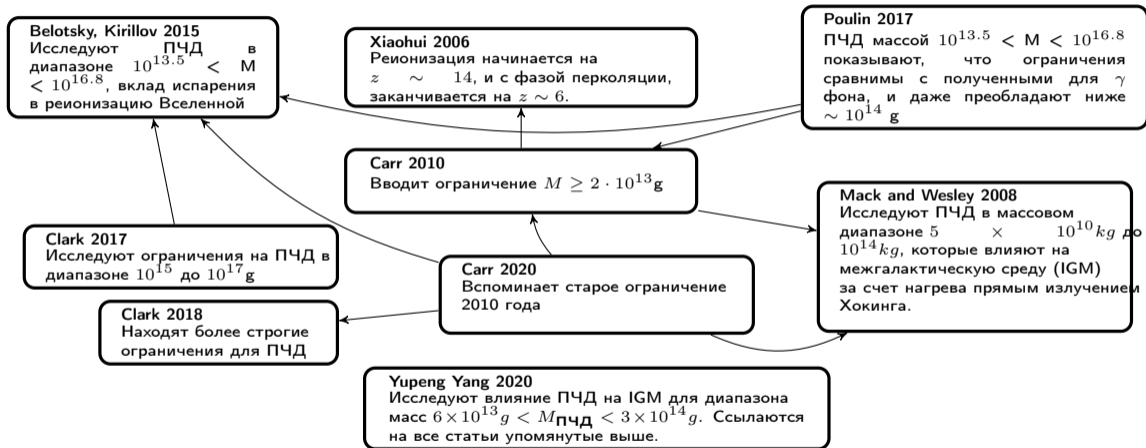 Belotsky, Kirillov 2015
Исследуют ПЧД в
диапазоне 10^{13.5} < M
< 10^{16.8}, вклад испарения
в реионизацию Вселенной
Xiaohui 2006
Реионизация начинается на
z ∼ 14, и с фазой перколяции,
заканчивается на z ∼ 6.
Poulin 2017
ПЧД массой 10^{13.5} < M < 10^{16.8}
показывают, что ограничения
сравнимы с полученными для γ
фона, и даже преобладают ниже
∼ 10^{14} g
Carr 2010
Вводит ограничение M ≥ 2 · 10^{13}g
Mack and Wesley 2008
Исследуют ПЧД в массовом
диапазоне 5 × 10^{10}kg до
10^{14}kg, которые влияют на
межгалактическую среду (IGM)
за счет нагрева прямым излучением
Хокинга.
Clark 2017
Исследуют ограничения на ПЧД в
диапазоне 10^{15} до 10^{17}g
Carr 2020
Вспоминает старое ограничение
2010 года
Clark 2018
Находят более строгие
ограничения для ПЧД
Yupeng Yang 2020
Исследуют влияние ПЧД на IGM для диапазона
масс 6 × 10^{13}g < M_{ПЧД} < 3 × 10^{14}g. Ссылаются
на все статьи упомянутые выше.